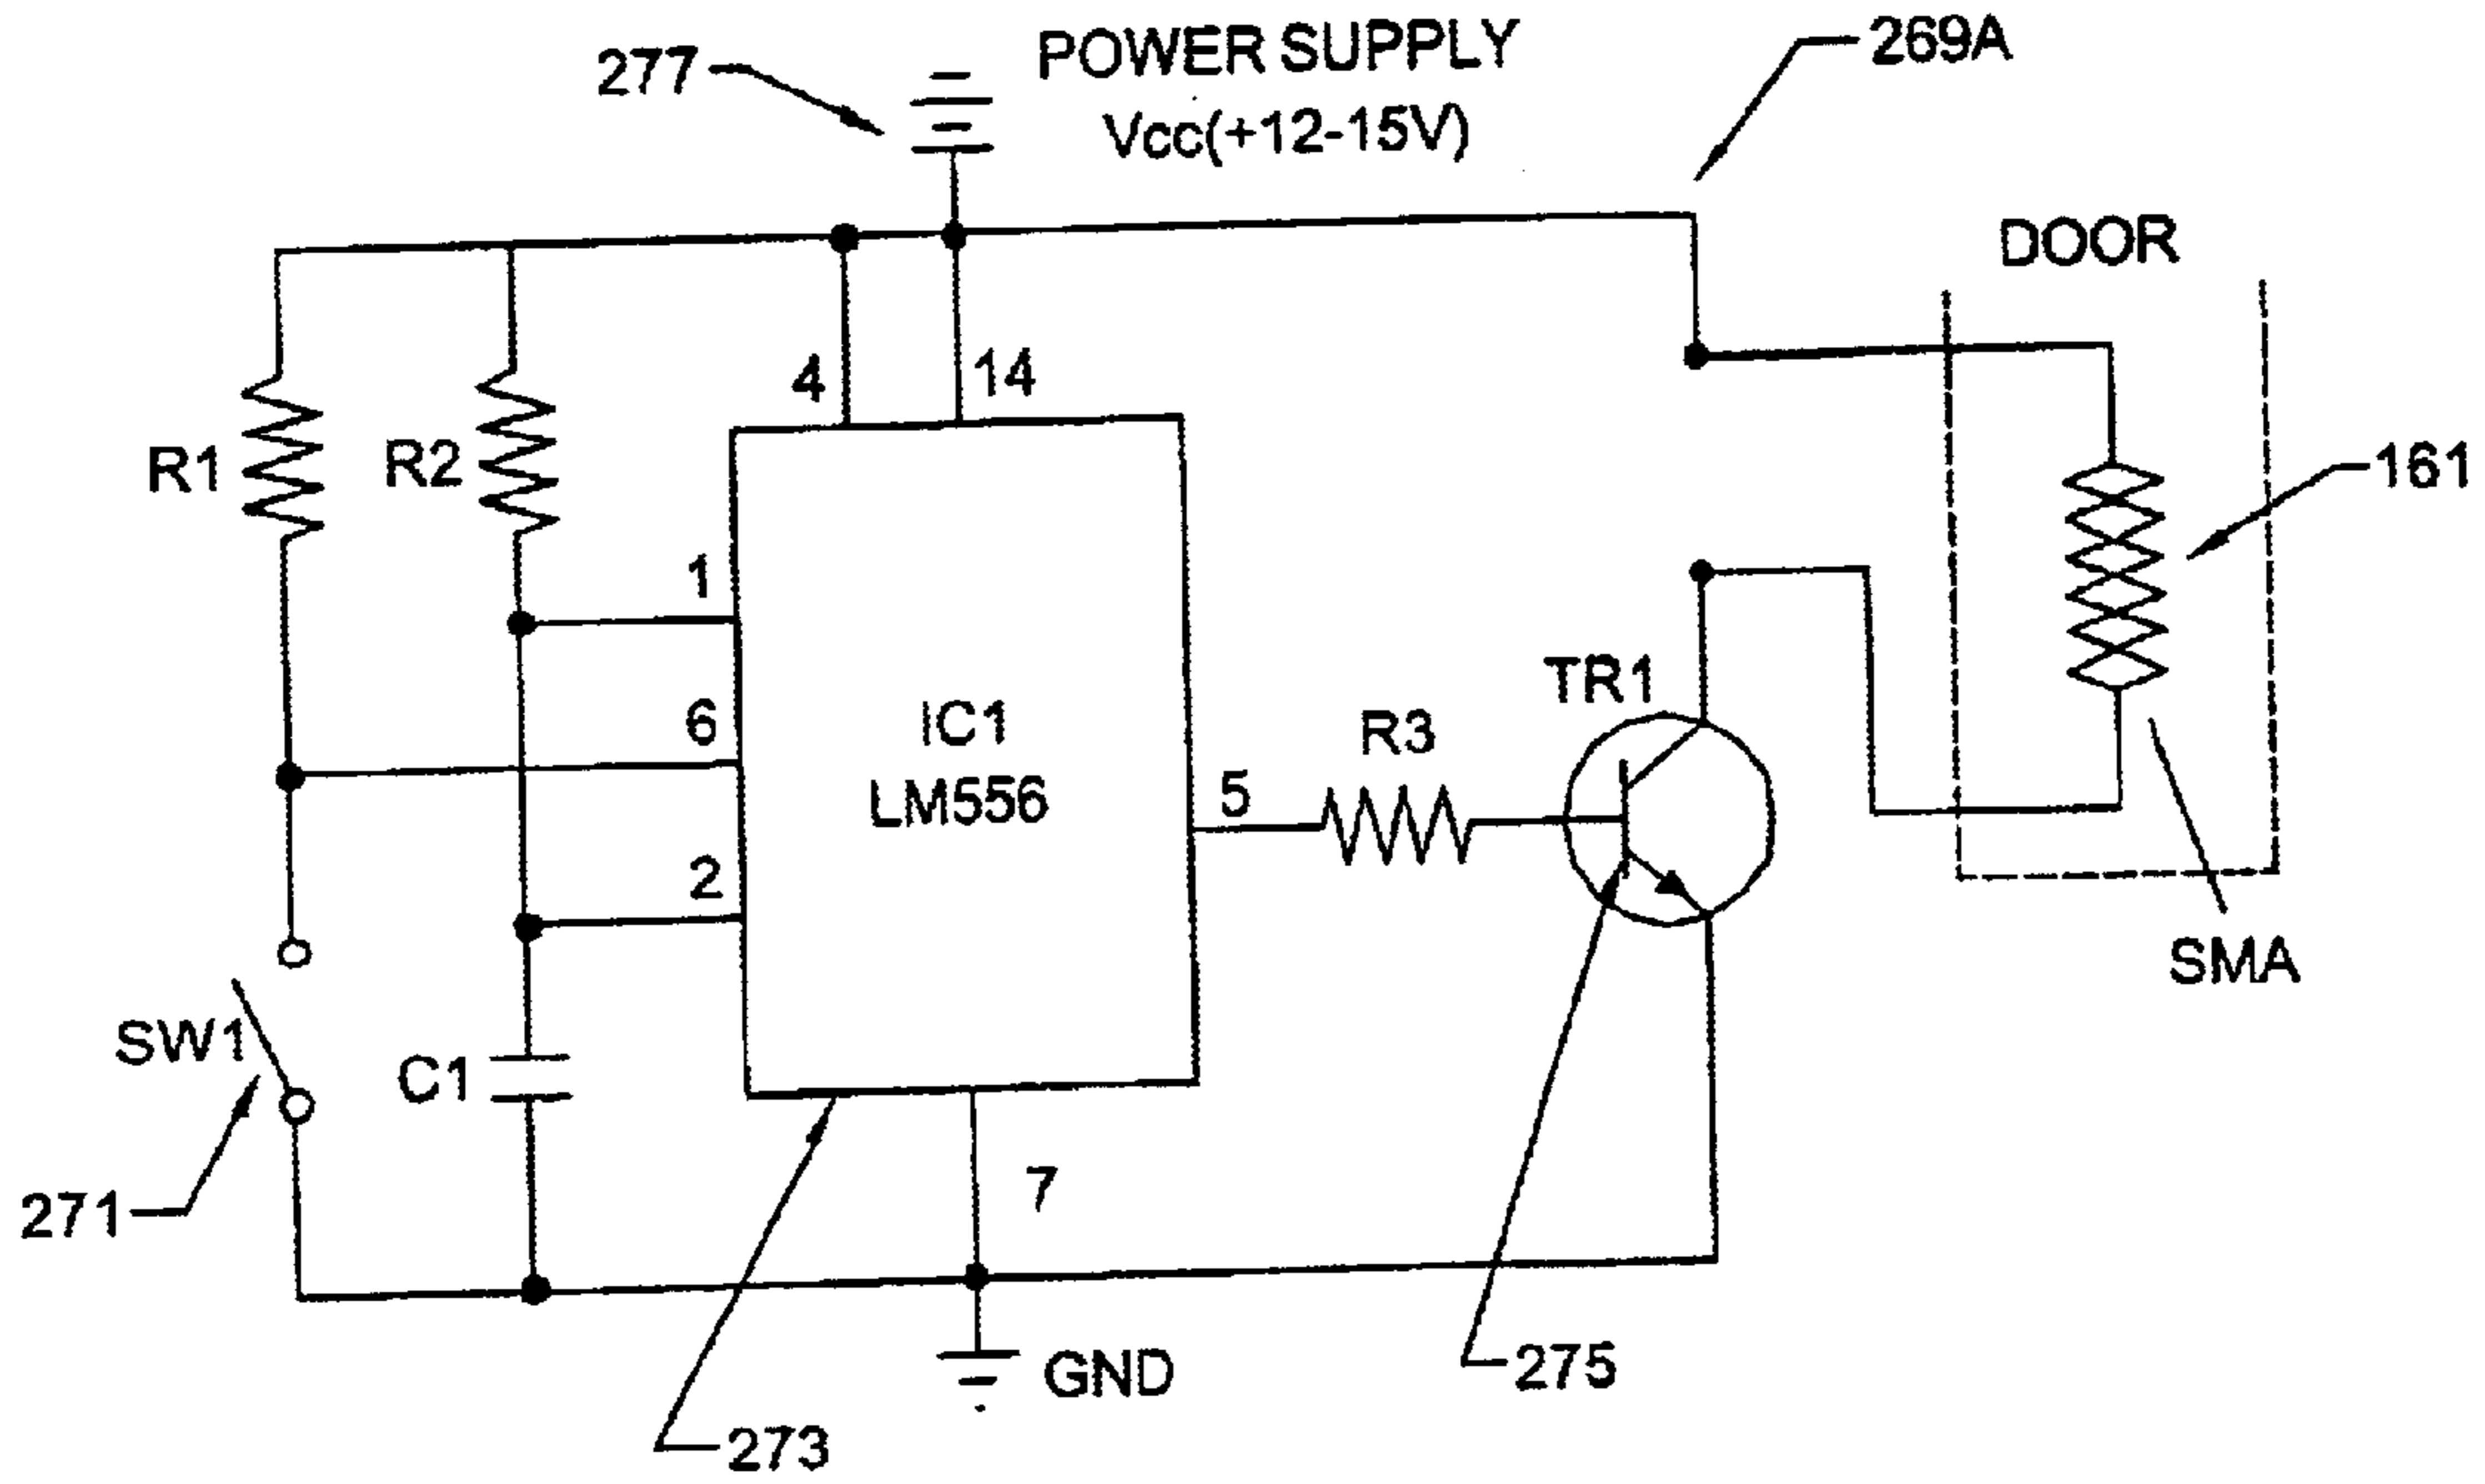 POWER SUPPLY
269A
277
Vcc(+12-15V)
DOOR
4
14
R1
R2
161
1
6
IC1
TR1
R3
LM556
5
2
SMA
SW1
C1
7
271
GND
275
273